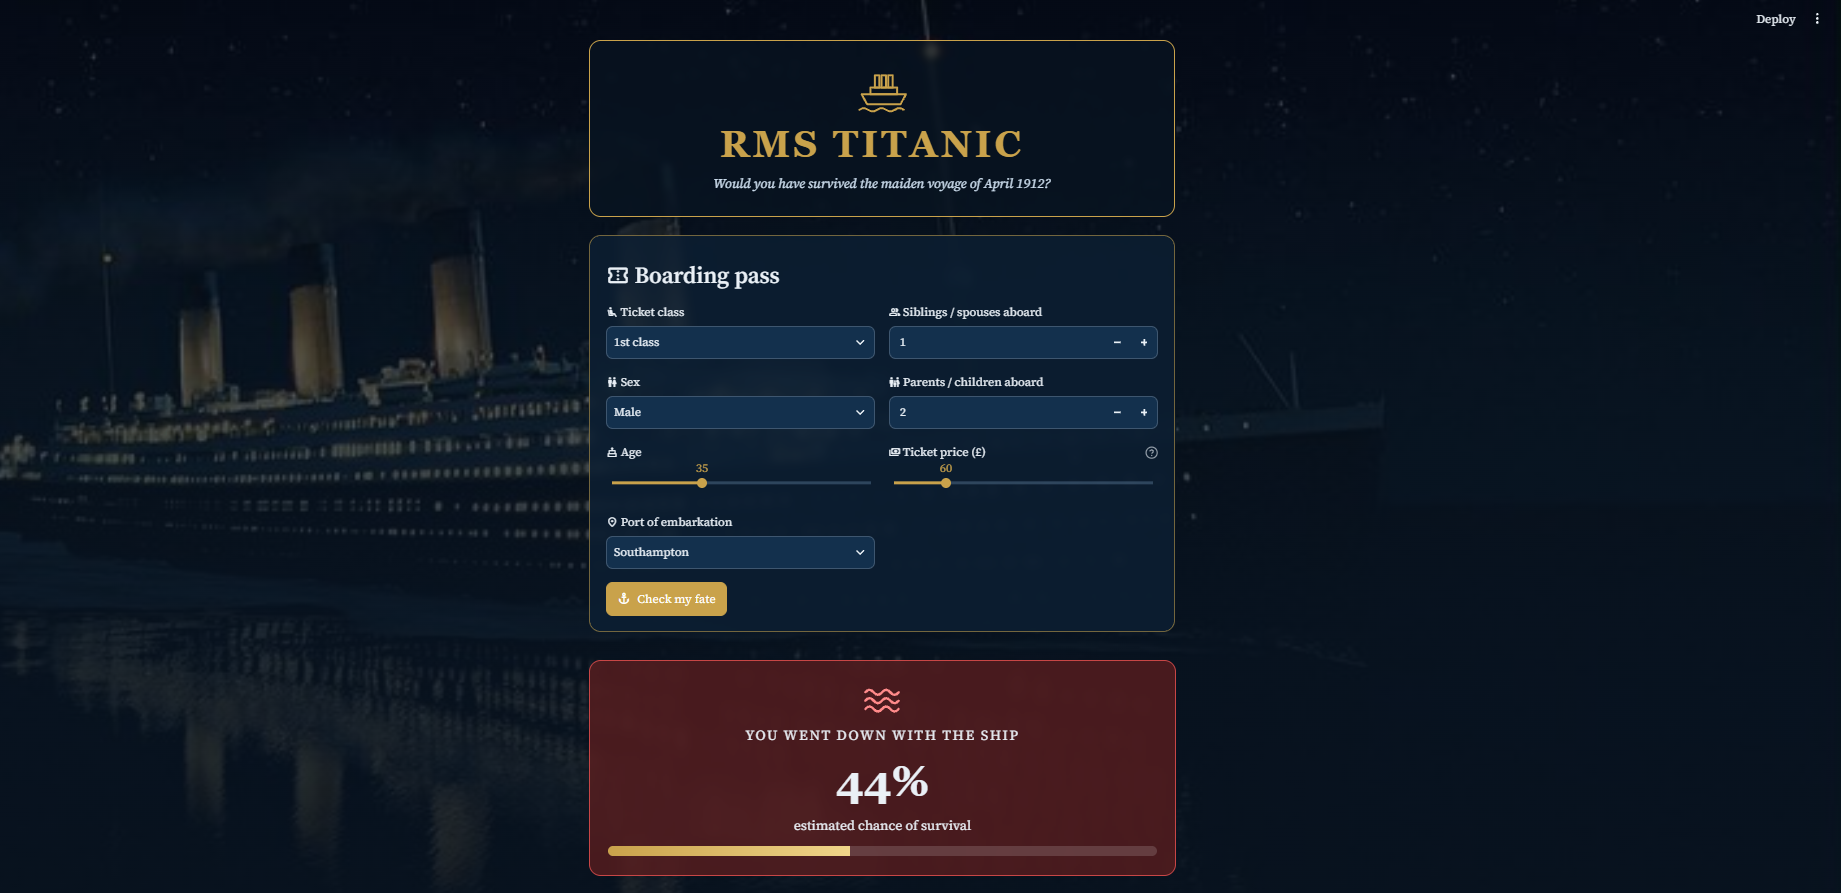 Deploy
RMS TITANIC
Would you have survived the maiden voyage of April 1912?
Boarding pass
Ticket class
Siblings / spouses aboard
1st class
1
Sex
Parents / children aboard
Male
2
Age
Ticket price (£)
35
60
Port of embarkation
Southampton
Check my fate
YOU WENT DOWN WITH THE SHIP
44%
estimated chance of survival